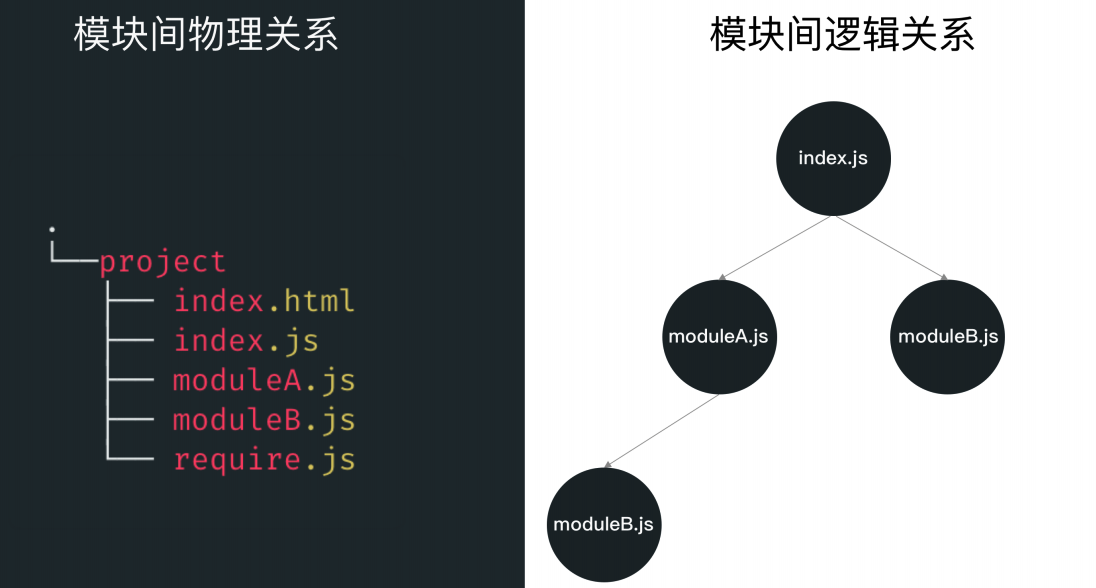 模块间物理关系
.
└──project
├── index.html
├── index.js
├── moduleA.js
├── moduleB.js
└── require.js
模块间逻辑关系
index.js
moduleA.js
moduleB.js
moduleB.js